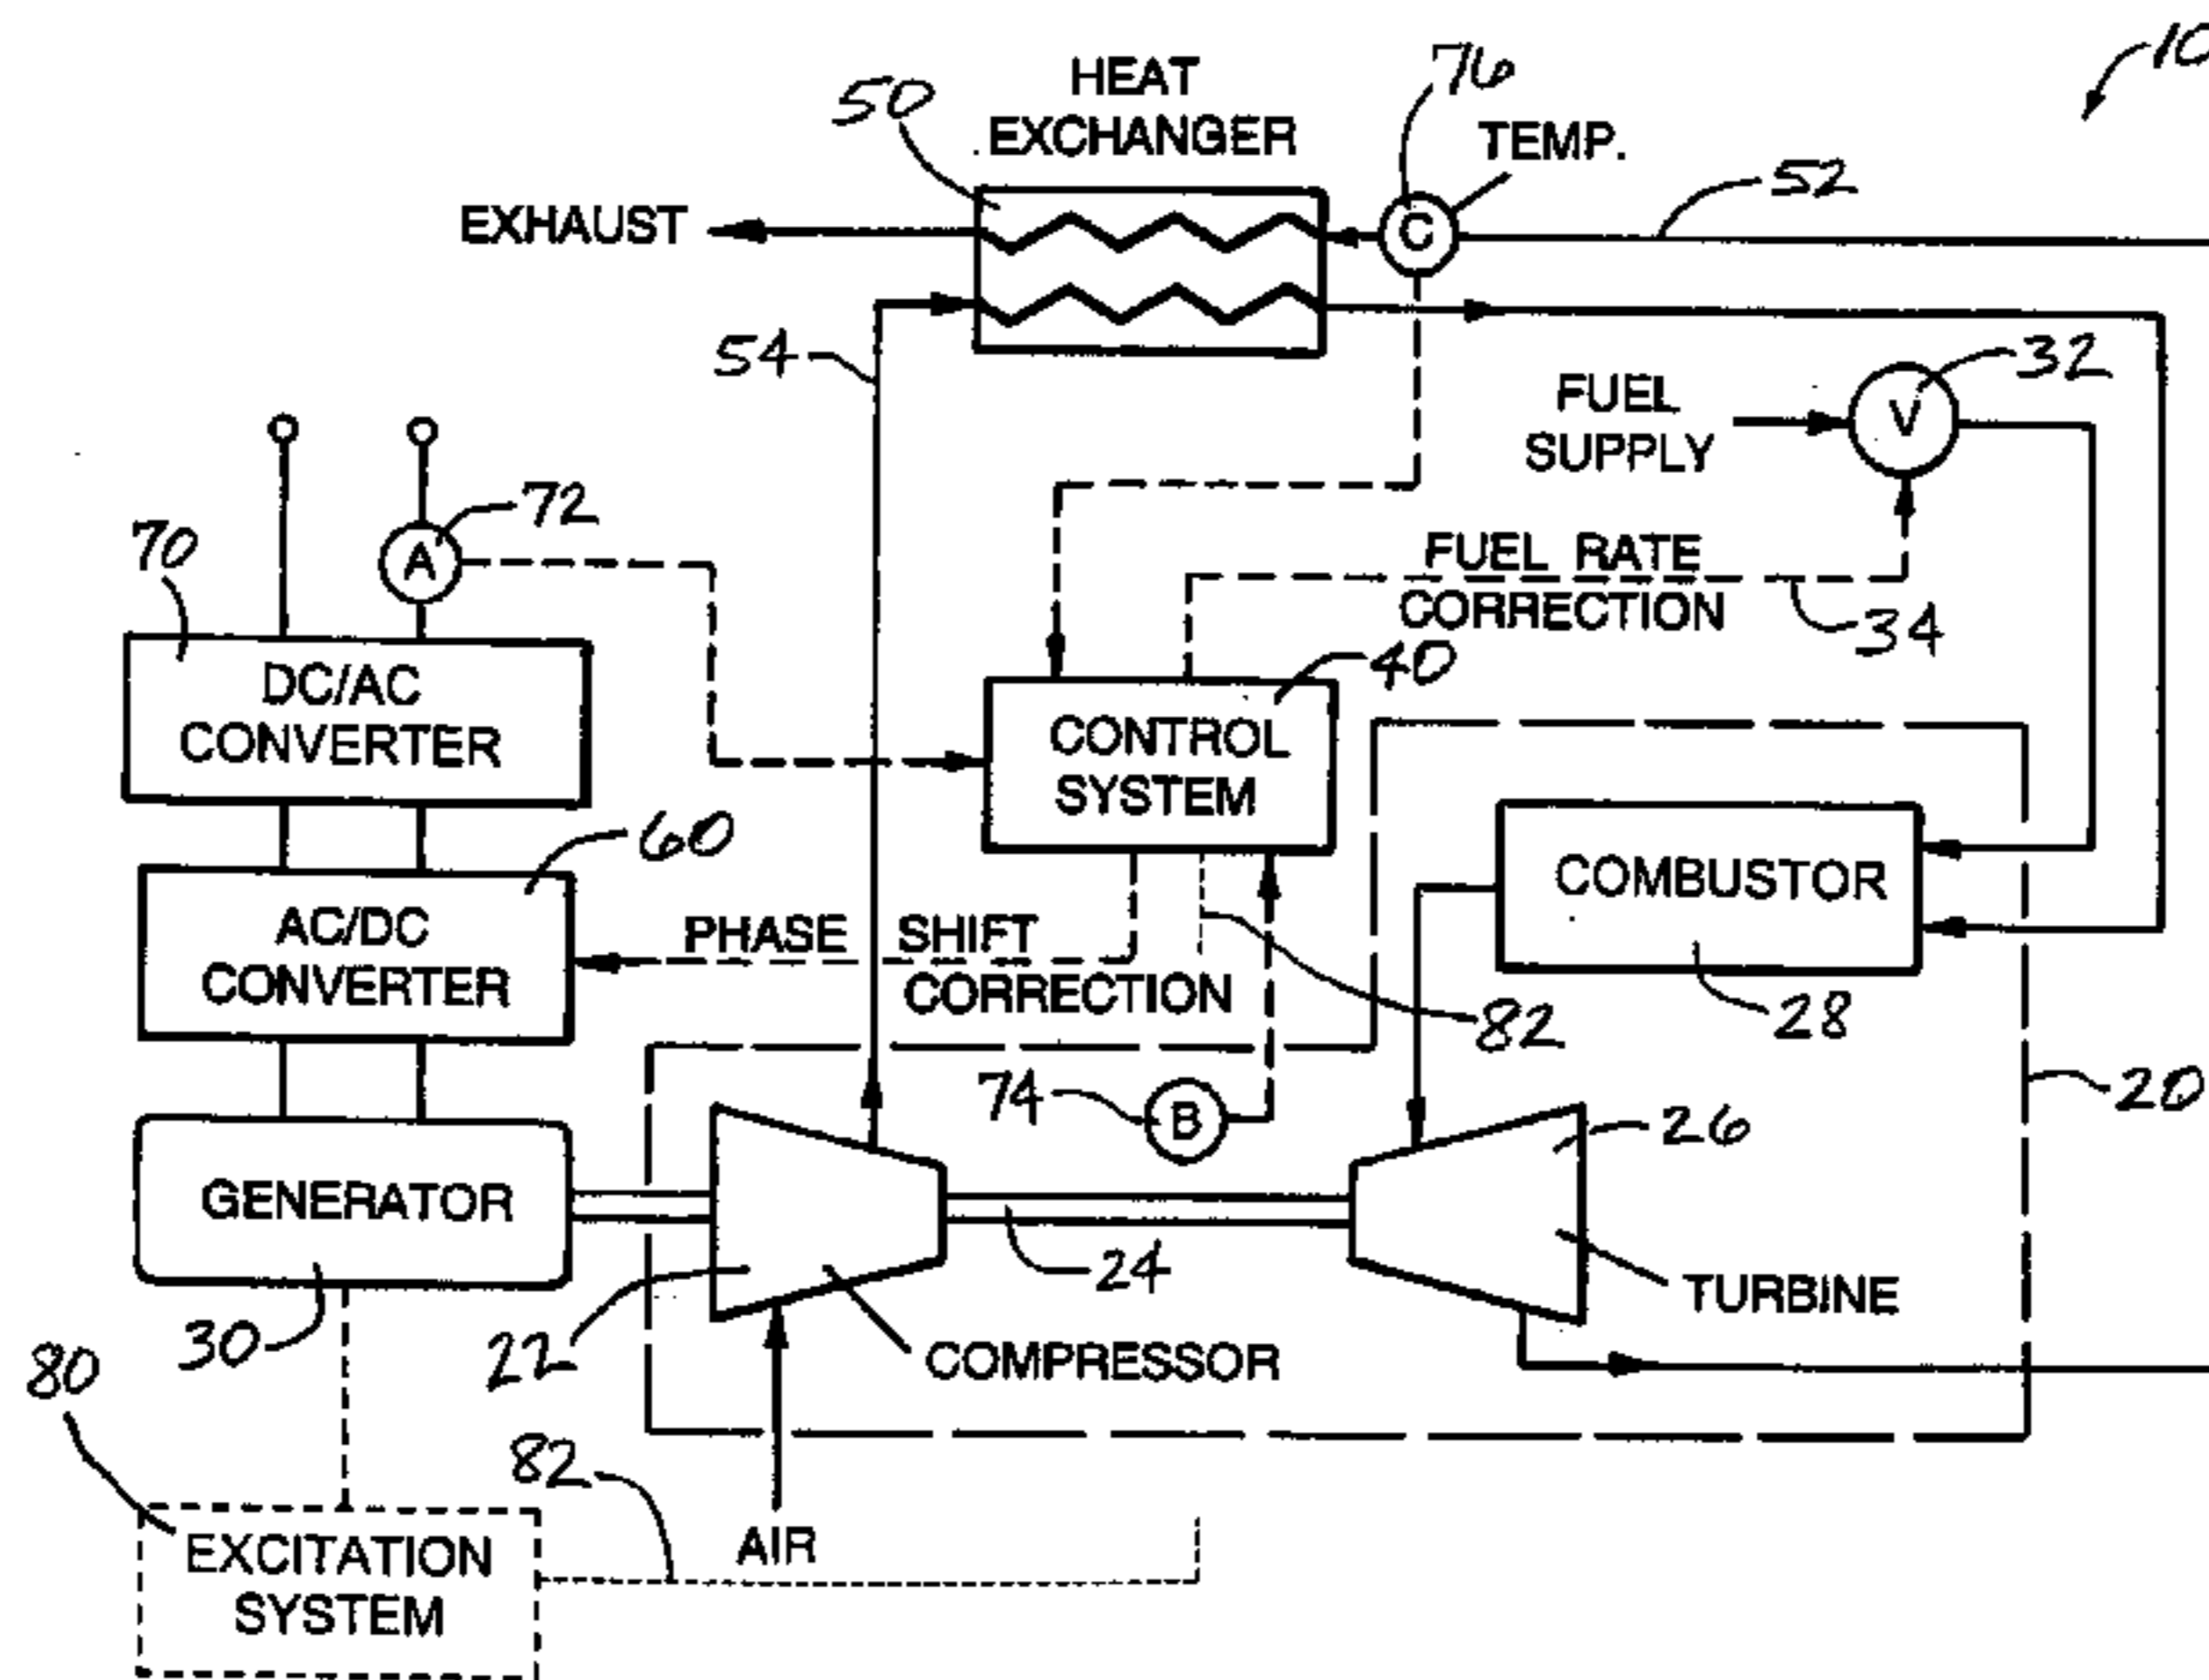 10
HEAT
EXCHANGER
50
76
TEMP.
52
EXHAUST
C
54
32
FUEL
SUPPLY
V
72
70
A
FUEL RATE
CORRECTION
34
40
DC/AC
CONVERTER
CONTROL
SYSTEM
60
COMBUSTOR
AC/DC
CONVERTER
PHASE SHIFT
CORRECTION
82
28
20
74
B
26
GENERATOR
24
TURBINE
30
22
COMPRESSOR
80
82
AIR
EXCITATION
SYSTEM